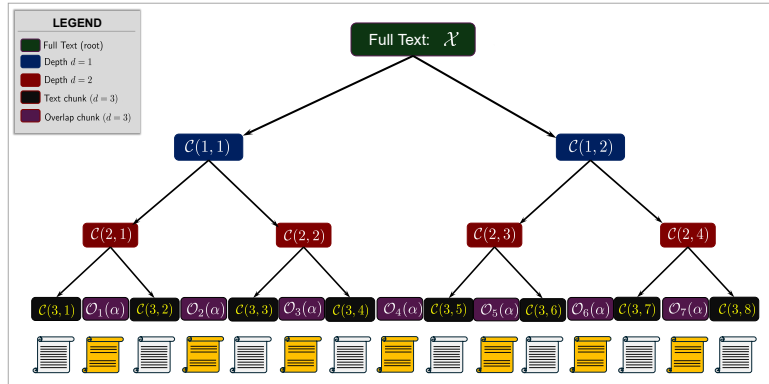 LEGEND
Full Text (root)
Depth d = 1
Depth d = 2
Text chunk (d = 3)
Overlap chunk (d = 3)
Full Text: 𝒳
𝒞(1, 1)
𝒞(1, 2)
𝒞(2, 1)
𝒞(2, 2)
𝒞(2, 3)
𝒞(2, 4)
𝒞(3, 1) 𝒪₁(α) 𝒞(3, 2) 𝒪₂(α) 𝒞(3, 3) 𝒪₃(α) 𝒞(3, 4) 𝒪₄(α) 𝒞(3, 5) 𝒪₅(α) 𝒞(3, 6) 𝒪₆(α) 𝒞(3, 7) 𝒪₇(α) 𝒞(3, 8)